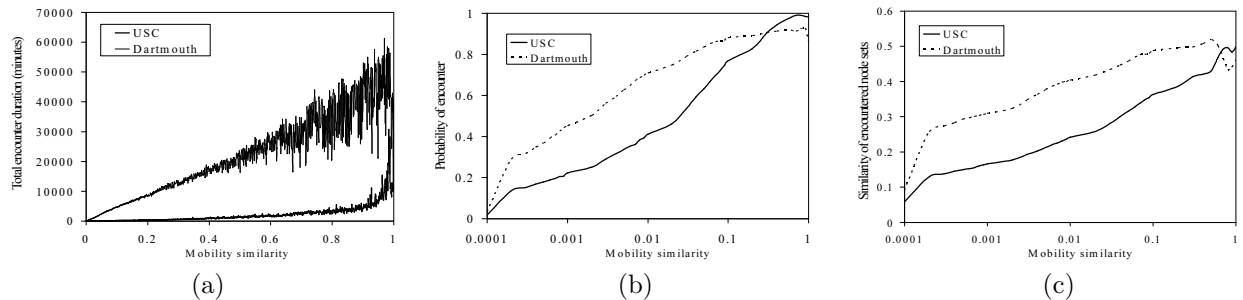 Total encounter duration (minutes)
70000
60000
50000
40000
30000
20000
10000
0
USC
Dartmouth
0
0.2
0.4
0.6
0.8
1
Mobility similarity
(a)
Probability of encounter
1
0.8
0.6
0.4
0.2
0
USC
Dartmouth
0.0001
0.001
0.01
0.1
1
Mobility similarity
(b)
Similarity of encountered node sets
0.6
0.5
0.4
0.3
0.2
0.1
0
USC
Dartmouth
0.0001
0.001
0.01
0.1
1
Mobility similarity
(c)